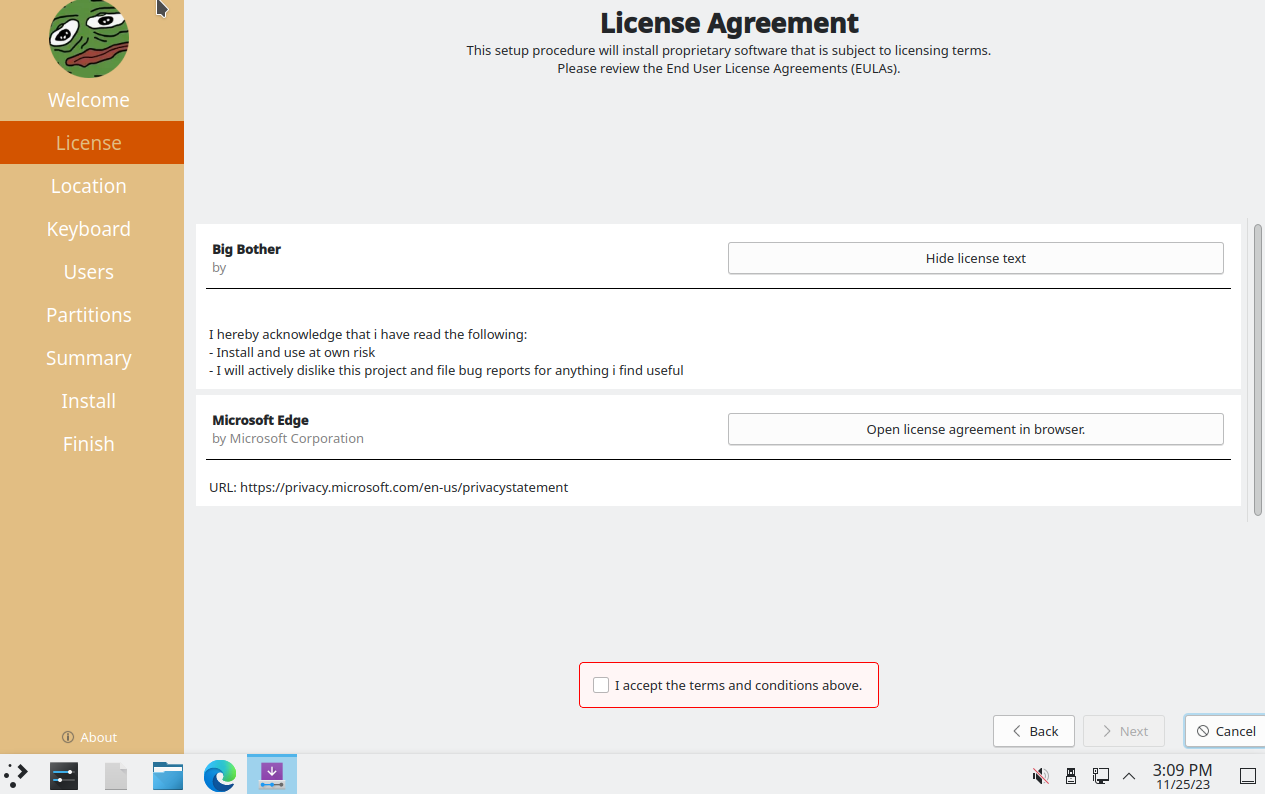 License Agreement
This setup procedure will install proprietary software that is subject to licensing terms.
Please review the End User License Agreements (EULAs).
Welcome
License
Location
Keyboard
Users
Partitions
Summary
Install
Finish
Big Bother
by
Hide license text
I hereby acknowledge that i have read the following:
- Install and use at own risk
- I will actively dislike this project and file bug reports for anything i find useful
Microsoft Edge
by Microsoft Corporation
Open license agreement in browser.
URL: https://privacy.microsoft.com/en-us/privacystatement
I accept the terms and conditions above.
About
Back
Next
Cancel
3:09 PM
11/25/23